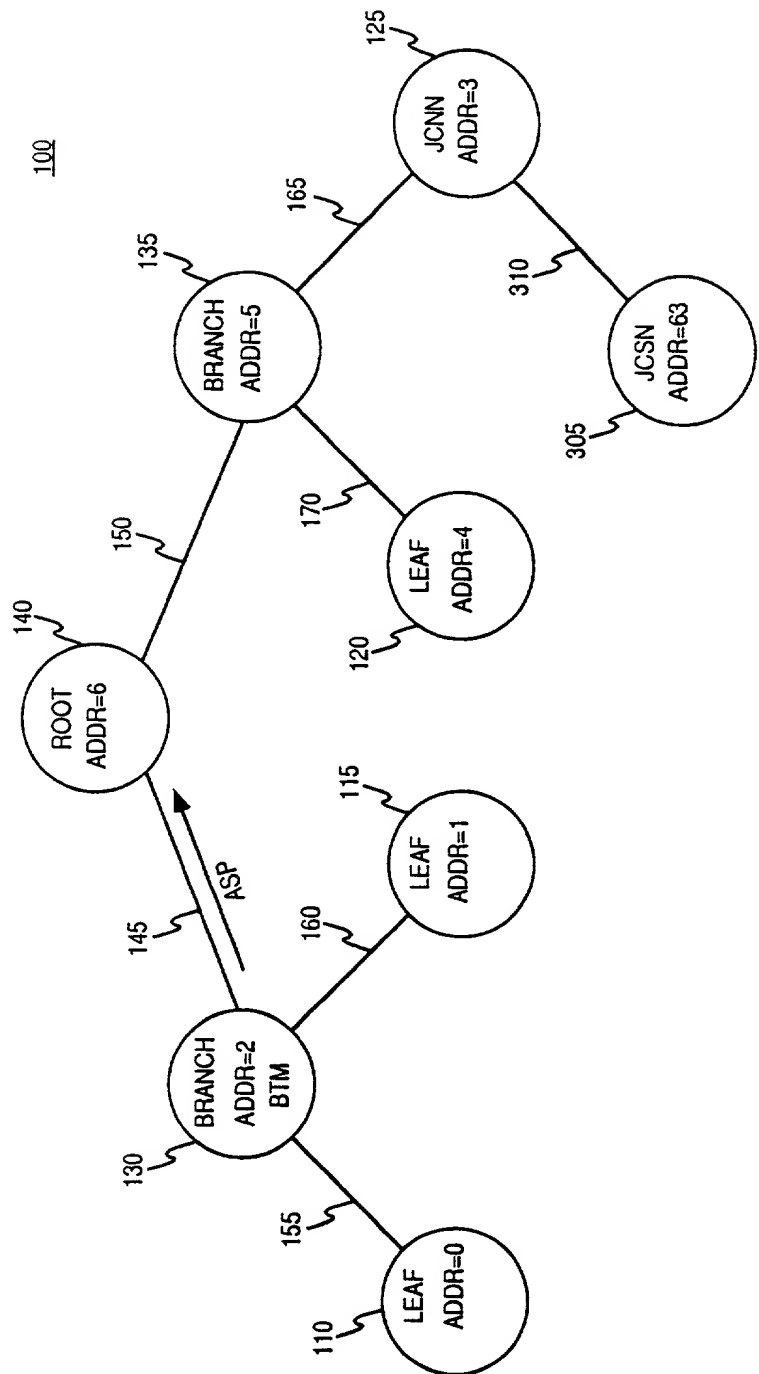 100
140
ROOT
ADDR=6
145
ASP
150
130
BRANCH
ADDR=2
BTM
135
BRANCH
ADDR=5
155
160
170
165
110
LEAF
ADDR=0
115
LEAF
ADDR=1
120
LEAF
ADDR=4
125
JCNN
ADDR=3
310
305
JCSN
ADDR=63